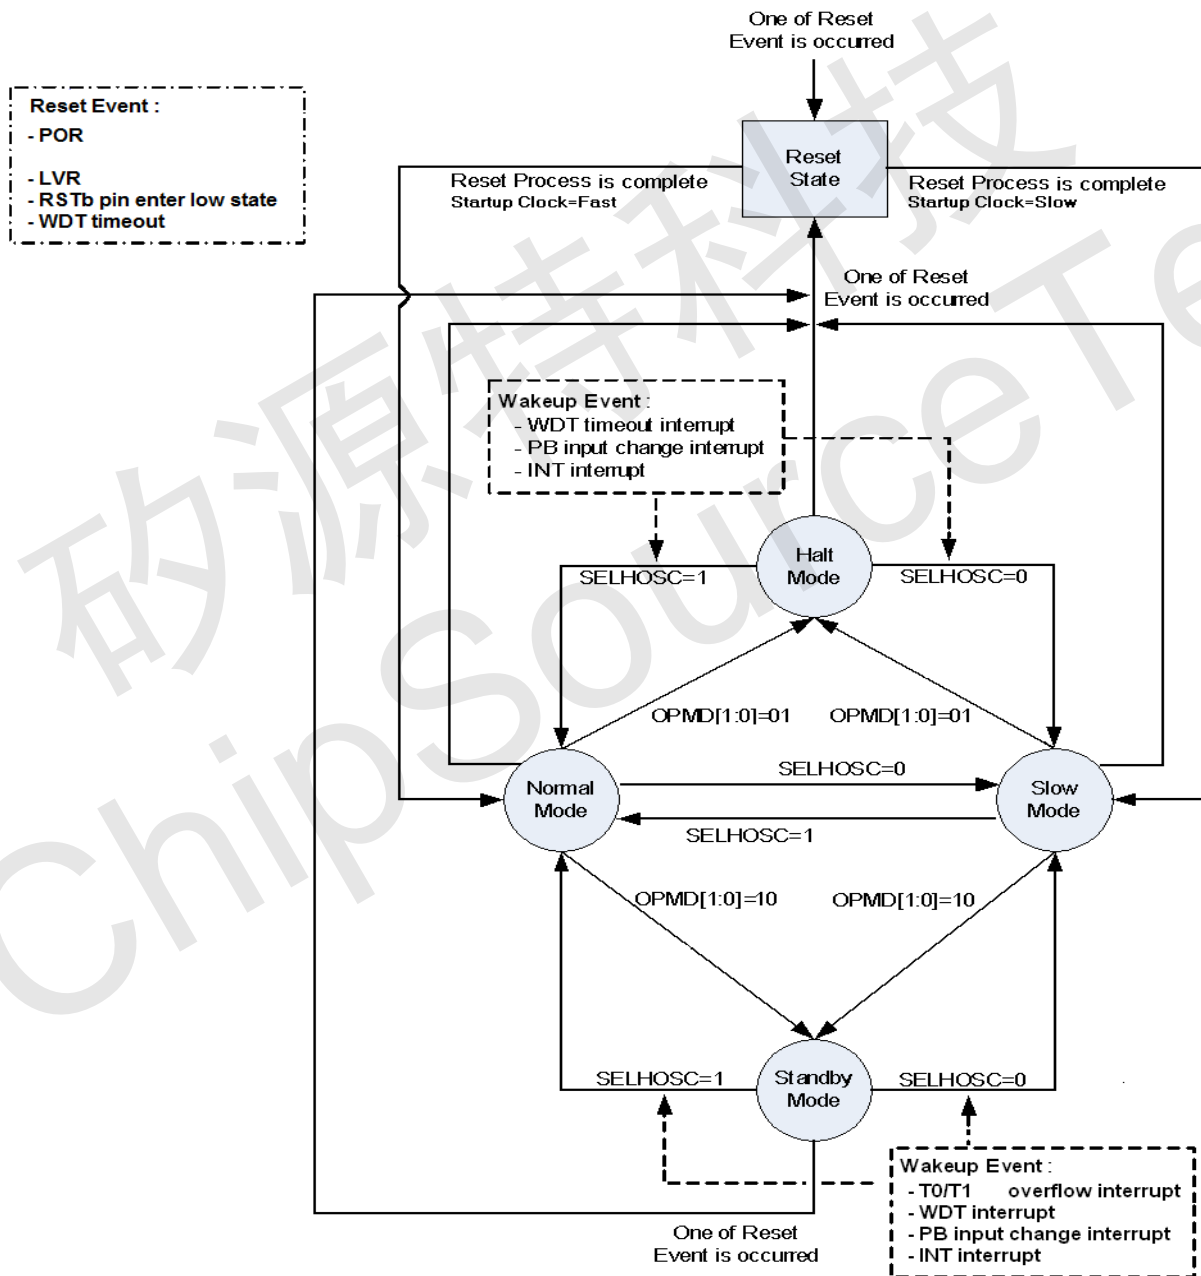 One of Reset
Event is occurred
Reset Event :
- POR
- LVR
- RSTb pin enter low state
- WDT timeout
Reset
State
Reset Process is complete
Startup Clock=Fast
Reset Process is complete
Startup Clock=Slow
One of Reset
Event is occurred
Wakeup Event :
- WDT timeout interrupt
- PB input change interrupt
- INT interrupt
Halt
Mode
SELHOSC=1
SELHOSC=0
OPMD[1:0]=01
OPMD[1:0]=01
Normal
Mode
SELHOSC=0
SELHOSC=1
Slow
Mode
OPMD[1:0]=10
OPMD[1:0]=10
SELHOSC=1
Standby
Mode
SELHOSC=0
Wakeup Event :
- T0/T1 overflow interrupt
- WDT interrupt
- PB input change interrupt
- INT interrupt
One of Reset
Event is occurred
矽源特科技
ChipSourceTe